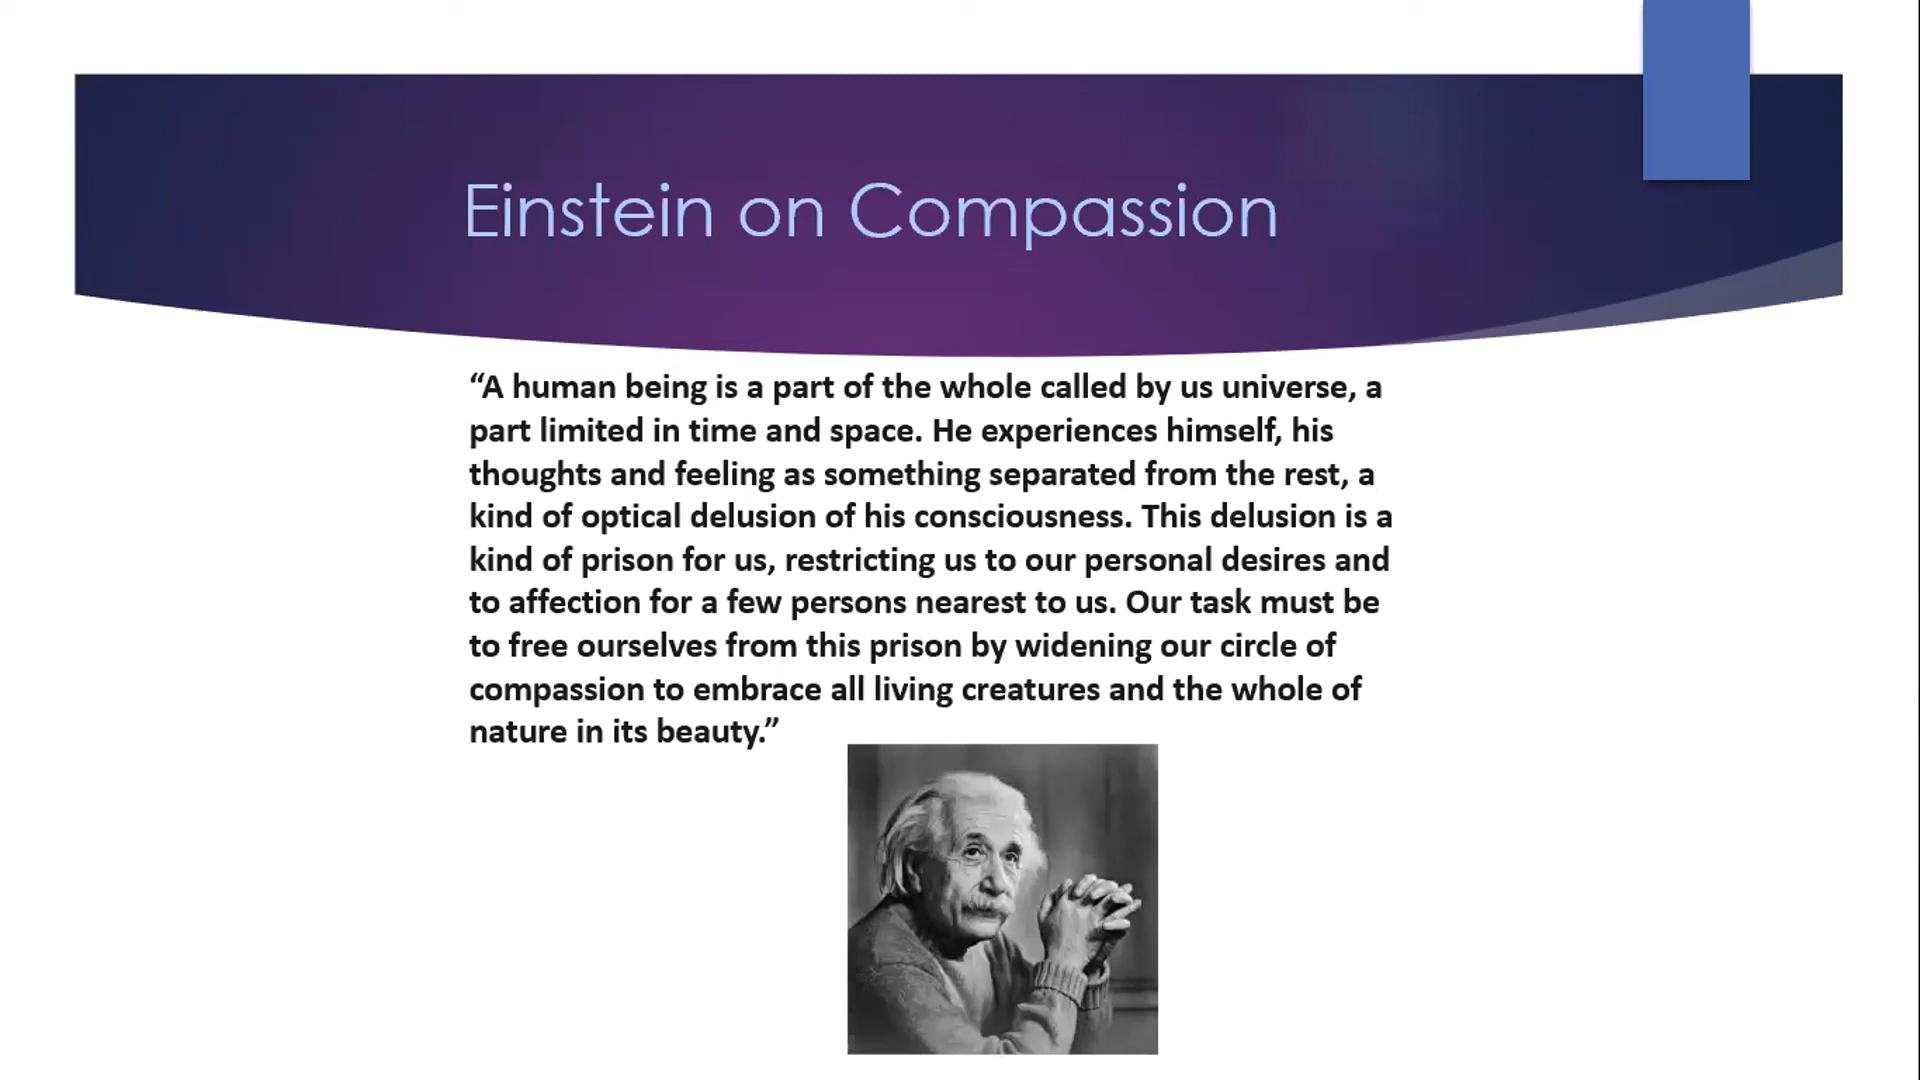 Einstein on Compassion
“A human being is a part of the whole called by us universe, a
part limited in time and space. He experiences himself, his
thoughts and feeling as something separated from the rest, a
kind of optical delusion of his consciousness. This delusion is a
kind of prison for us, restricting us to our personal desires and
to affection for a few persons nearest to us. Our task must be
to free ourselves from this prison by widening our circle of
compassion to embrace all living creatures and the whole of
nature in its beauty.”